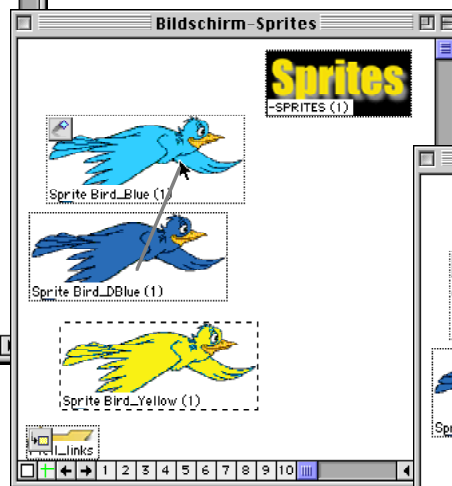 Bildschirm-Sprites
Sprites
-SPRITES (1)
Sprite Bird_Blue (1)
Sprite Bird_DBlue (1)
Sprite Bird_Yellow (1)
1 2 3 4 5 6 7 8 9 10